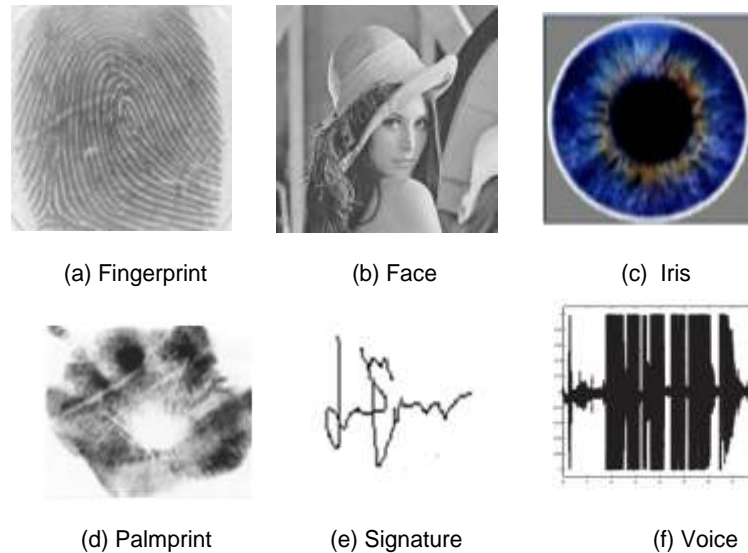 (a) Fingerprint
(b) Face
(c) Iris
(d) Palmprint
(e) Signature
(f) Voice